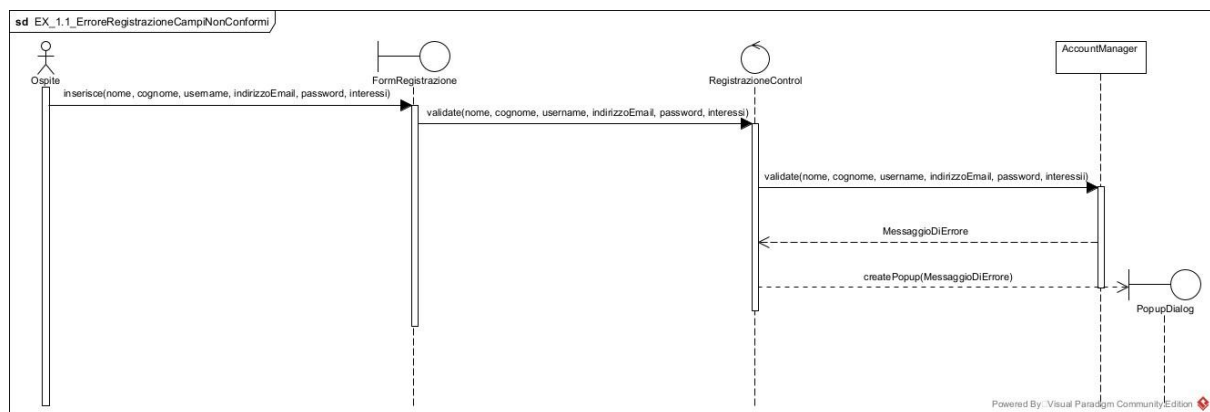 sd EX_1.1_ErroreRegistrazioneCampiNonConformi
Ospite
FormRegistrazione
RegistrazioneControl
AccountManager
inserisce(nome, cognome, username, indirizzoEmail, password, interessi)
validate(nome, cognome, username, indirizzoEmail, password, interessi)
validate(nome, cognome, username, indirizzoEmail, password, interessii)
MessaggioDiErrore
createPopup(MessaggioDiErrore)
PopupDialog
Powered By: Visual Paradigm Community Edition